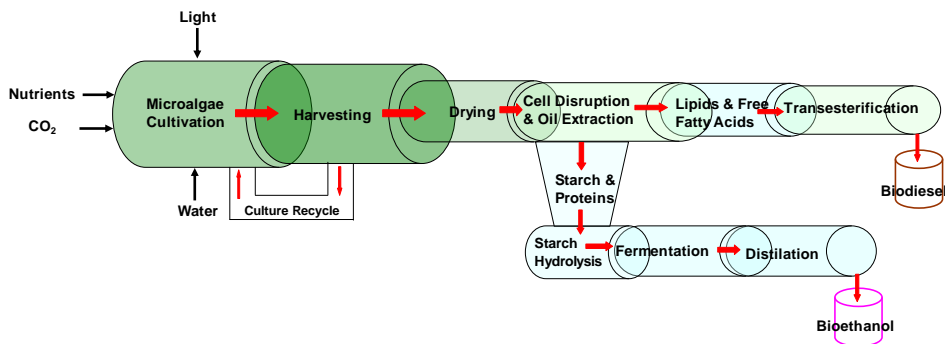 Light
Nutrients
CO₂
Microalgae
Cultivation
Harvesting
Drying
Cell Disruption
& Oil Extraction
Lipids & Free
Fatty Acids
Transesterification
Biodiesel
Water
Culture Recycle
Starch &
Proteins
Starch
Hydrolysis
Fermentation
Distilation
Bioethanol